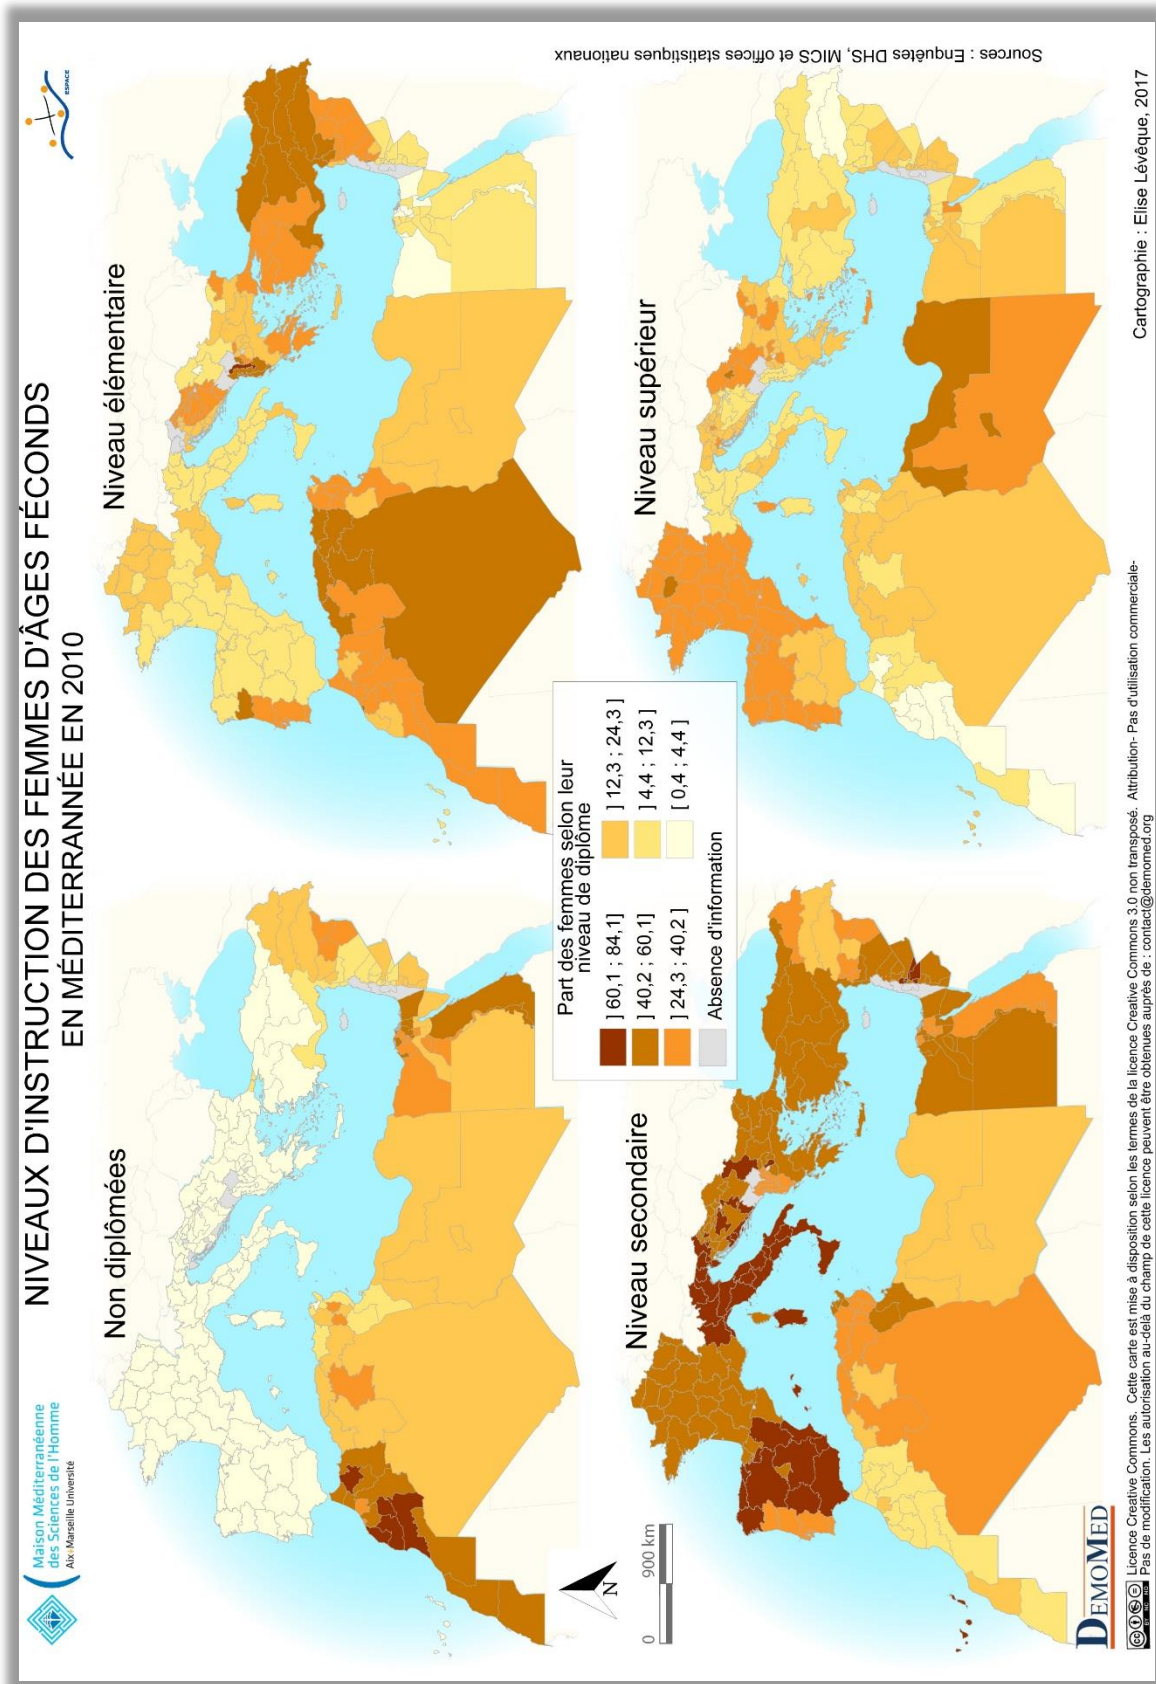 Maison Méditerranéenne
des Sciences de l'Homme
Aix*Marseille Université
NIVEAUX D'INSTRUCTION DES FEMMES D'ÂGES FÉCONDS
EN MÉDITERRANNÉE EN 2010
ESPACE
Non diplômées
Niveau élémentaire
Part des femmes selon leur
niveau de diplôme
] 60,1 ; 84,1]
] 40,2 ; 60,1]
] 24,3 ; 40,2 ]
] 12,3 ; 24,3 ]
] 4,4 ; 12,3 ]
[ 0,4 ; 4,4 ]
Absence d'information
N
0 900 km
Niveau secondaire
Niveau supérieur
Sources : Enquêtes DHS, MICS et offices statistiques nationaux
DEMOMED
Cartographie : Elise Lévêque, 2017
Licence Creative Commons. Cette carte est mise à disposition selon les termes de la licence Creative Commons 3.0 non transposé. Attribution- Pas d'utilisation commerciale-
Pas de modification. Les autorisation au-delà du champ de cette licence peuvent être obtenues auprès de : contact@demomed.org